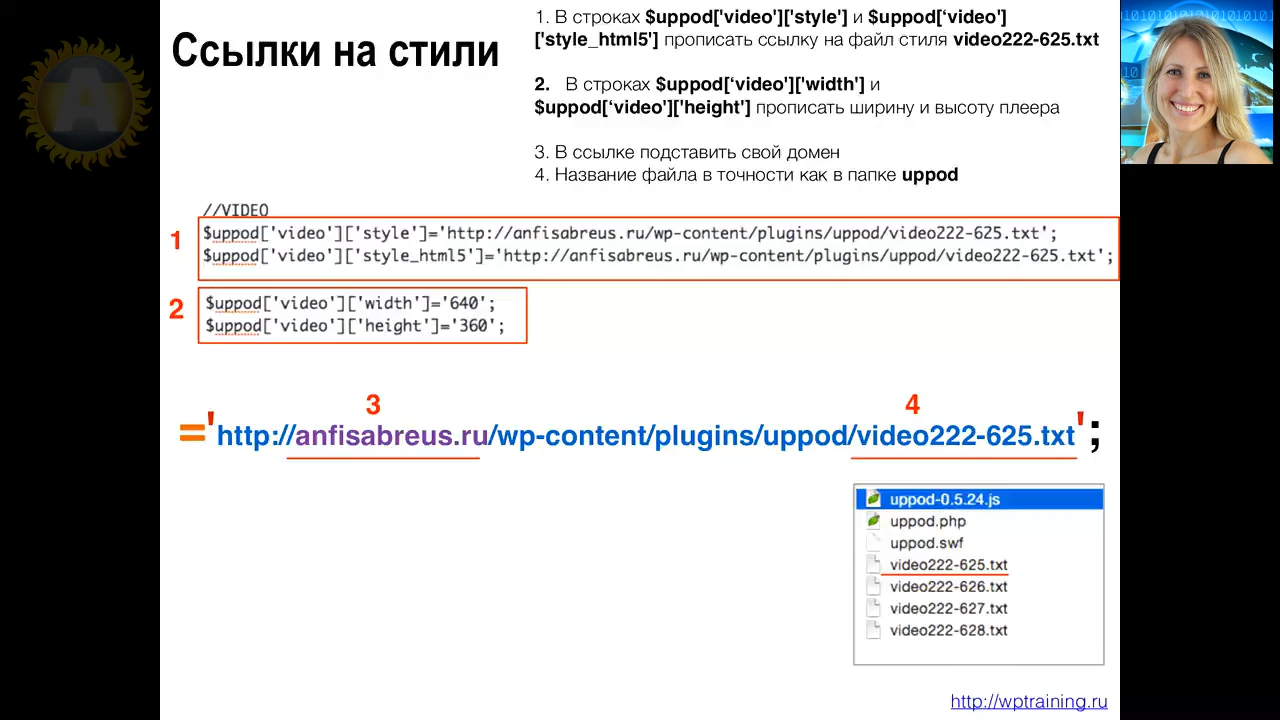 Ссылки на стили
1. В строках $uppod['video']['style'] и $uppod[‘video']
['style_html5'] прописать ссылку на файл стиля video222-625.txt
2. В строках $uppod[‘video']['width'] и
$uppod[‘video']['height'] прописать ширину и высоту плеера
3. В ссылке подставить свой домен
4. Название файла в точности как в папке uppod
//VIDEO
1
$uppod['video']['style']='http://anfisabreus.ru/wp-content/plugins/uppod/video222-625.txt';
$uppod['video']['style_html5']='http://anfisabreus.ru/wp-content/plugins/uppod/video222-625.txt';
2
$uppod['video']['width']='640';
$uppod['video']['height']='360';
3 4
='http://anfisabreus.ru/wp-content/plugins/uppod/video222-625.txt';
uppod-0.5.24.js
uppod.php
uppod.swf
video222-625.txt
video222-626.txt
video222-627.txt
video222-628.txt
http://wptraining.ru
A